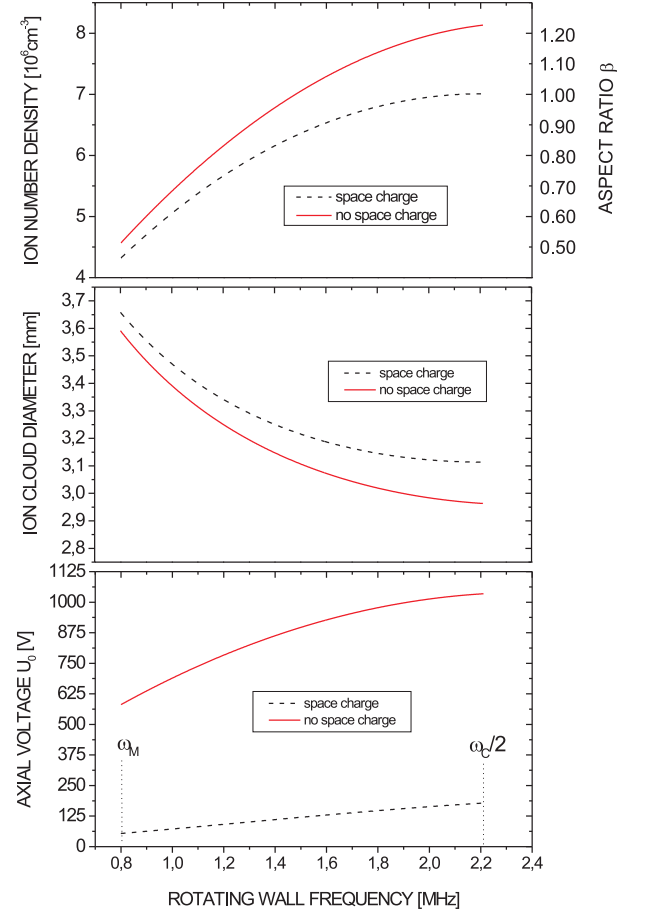 ION NUMBER DENSITY [10⁶cm⁻³]
8
7
6
5
4
1.20
1.00
0.90
0.80
0.70
0.60
0.50
ASPECT RATIO β
space charge
no space charge
ION CLOUD DIAMETER [mm]
3,7
3,6
3,5
3,4
3,3
3,2
3,1
3,0
2,9
2,8
space charge
no space charge
AXIAL VOLTAGE U₀ [V]
1125
1000
875
750
625
500
375
250
125
0
space charge
no space charge
ω_M
ω_C/2
0,8 1,0 1,2 1,4 1,6 1,8 2,0 2,2 2,4
ROTATING WALL FREQUENCY [MHz]